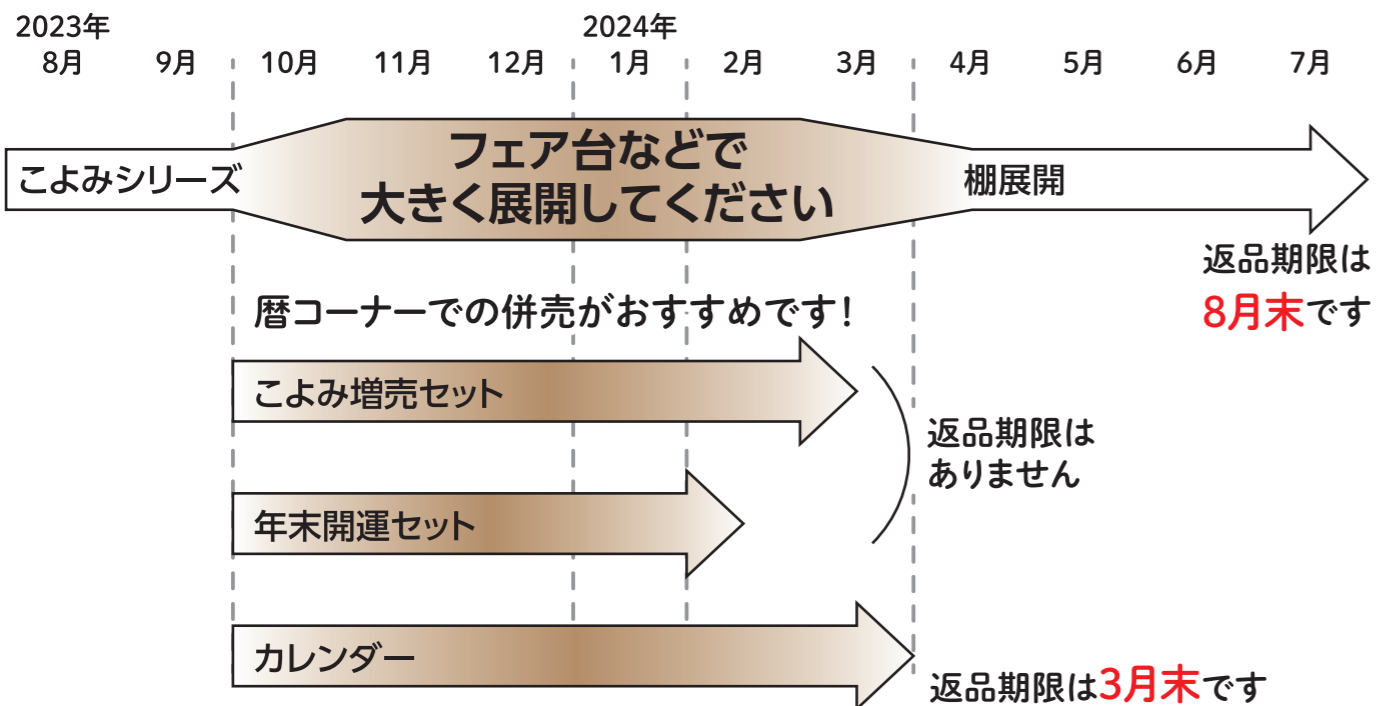 2023年 2024年
8月 9月 10月 11月 12月 1月 2月 3月 4月 5月 6月 7月
こよみシリーズ
フェア台などで
大きく展開してください
棚展開
返品期限は
8月末です
暦コーナーでの併売がおすすめです！
こよみ増売セット
年末開運セット
返品期限は
ありません
カレンダー
返品期限は3月末です